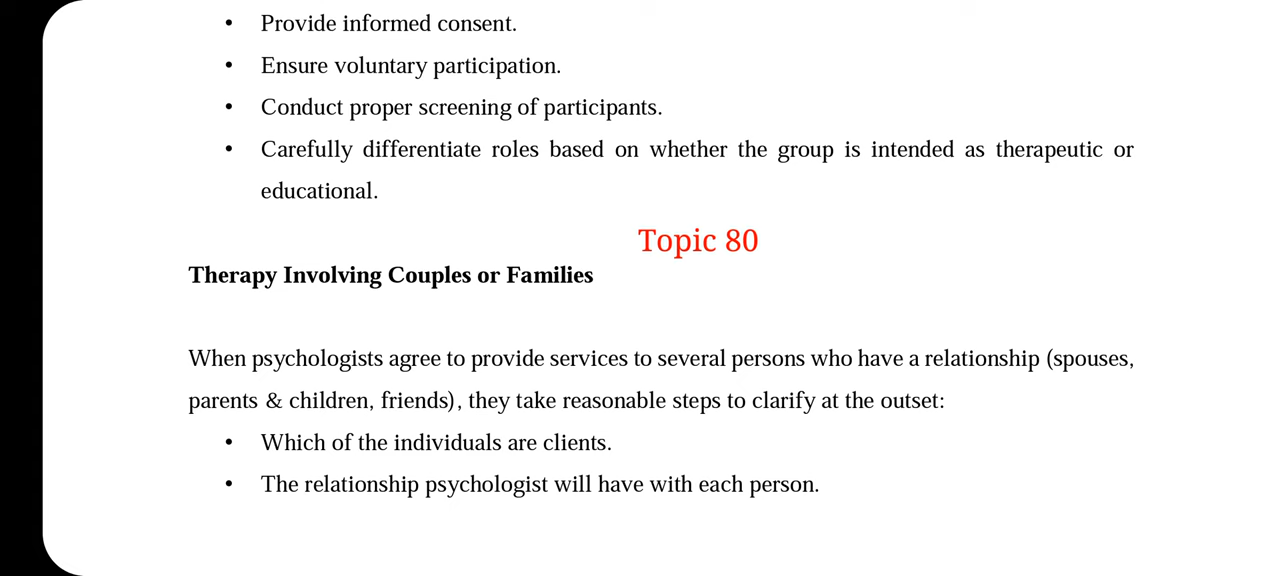 • Provide informed consent.
• Ensure voluntary participation.
• Conduct proper screening of participants.
• Carefully differentiate roles based on whether the group is intended as therapeutic or
educational.
Topic 80
Therapy Involving Couples or Families
When psychologists agree to provide services to several persons who have a relationship (spouses,
parents & children, friends), they take reasonable steps to clarify at the outset:
• Which of the individuals are clients.
• The relationship psychologist will have with each person.